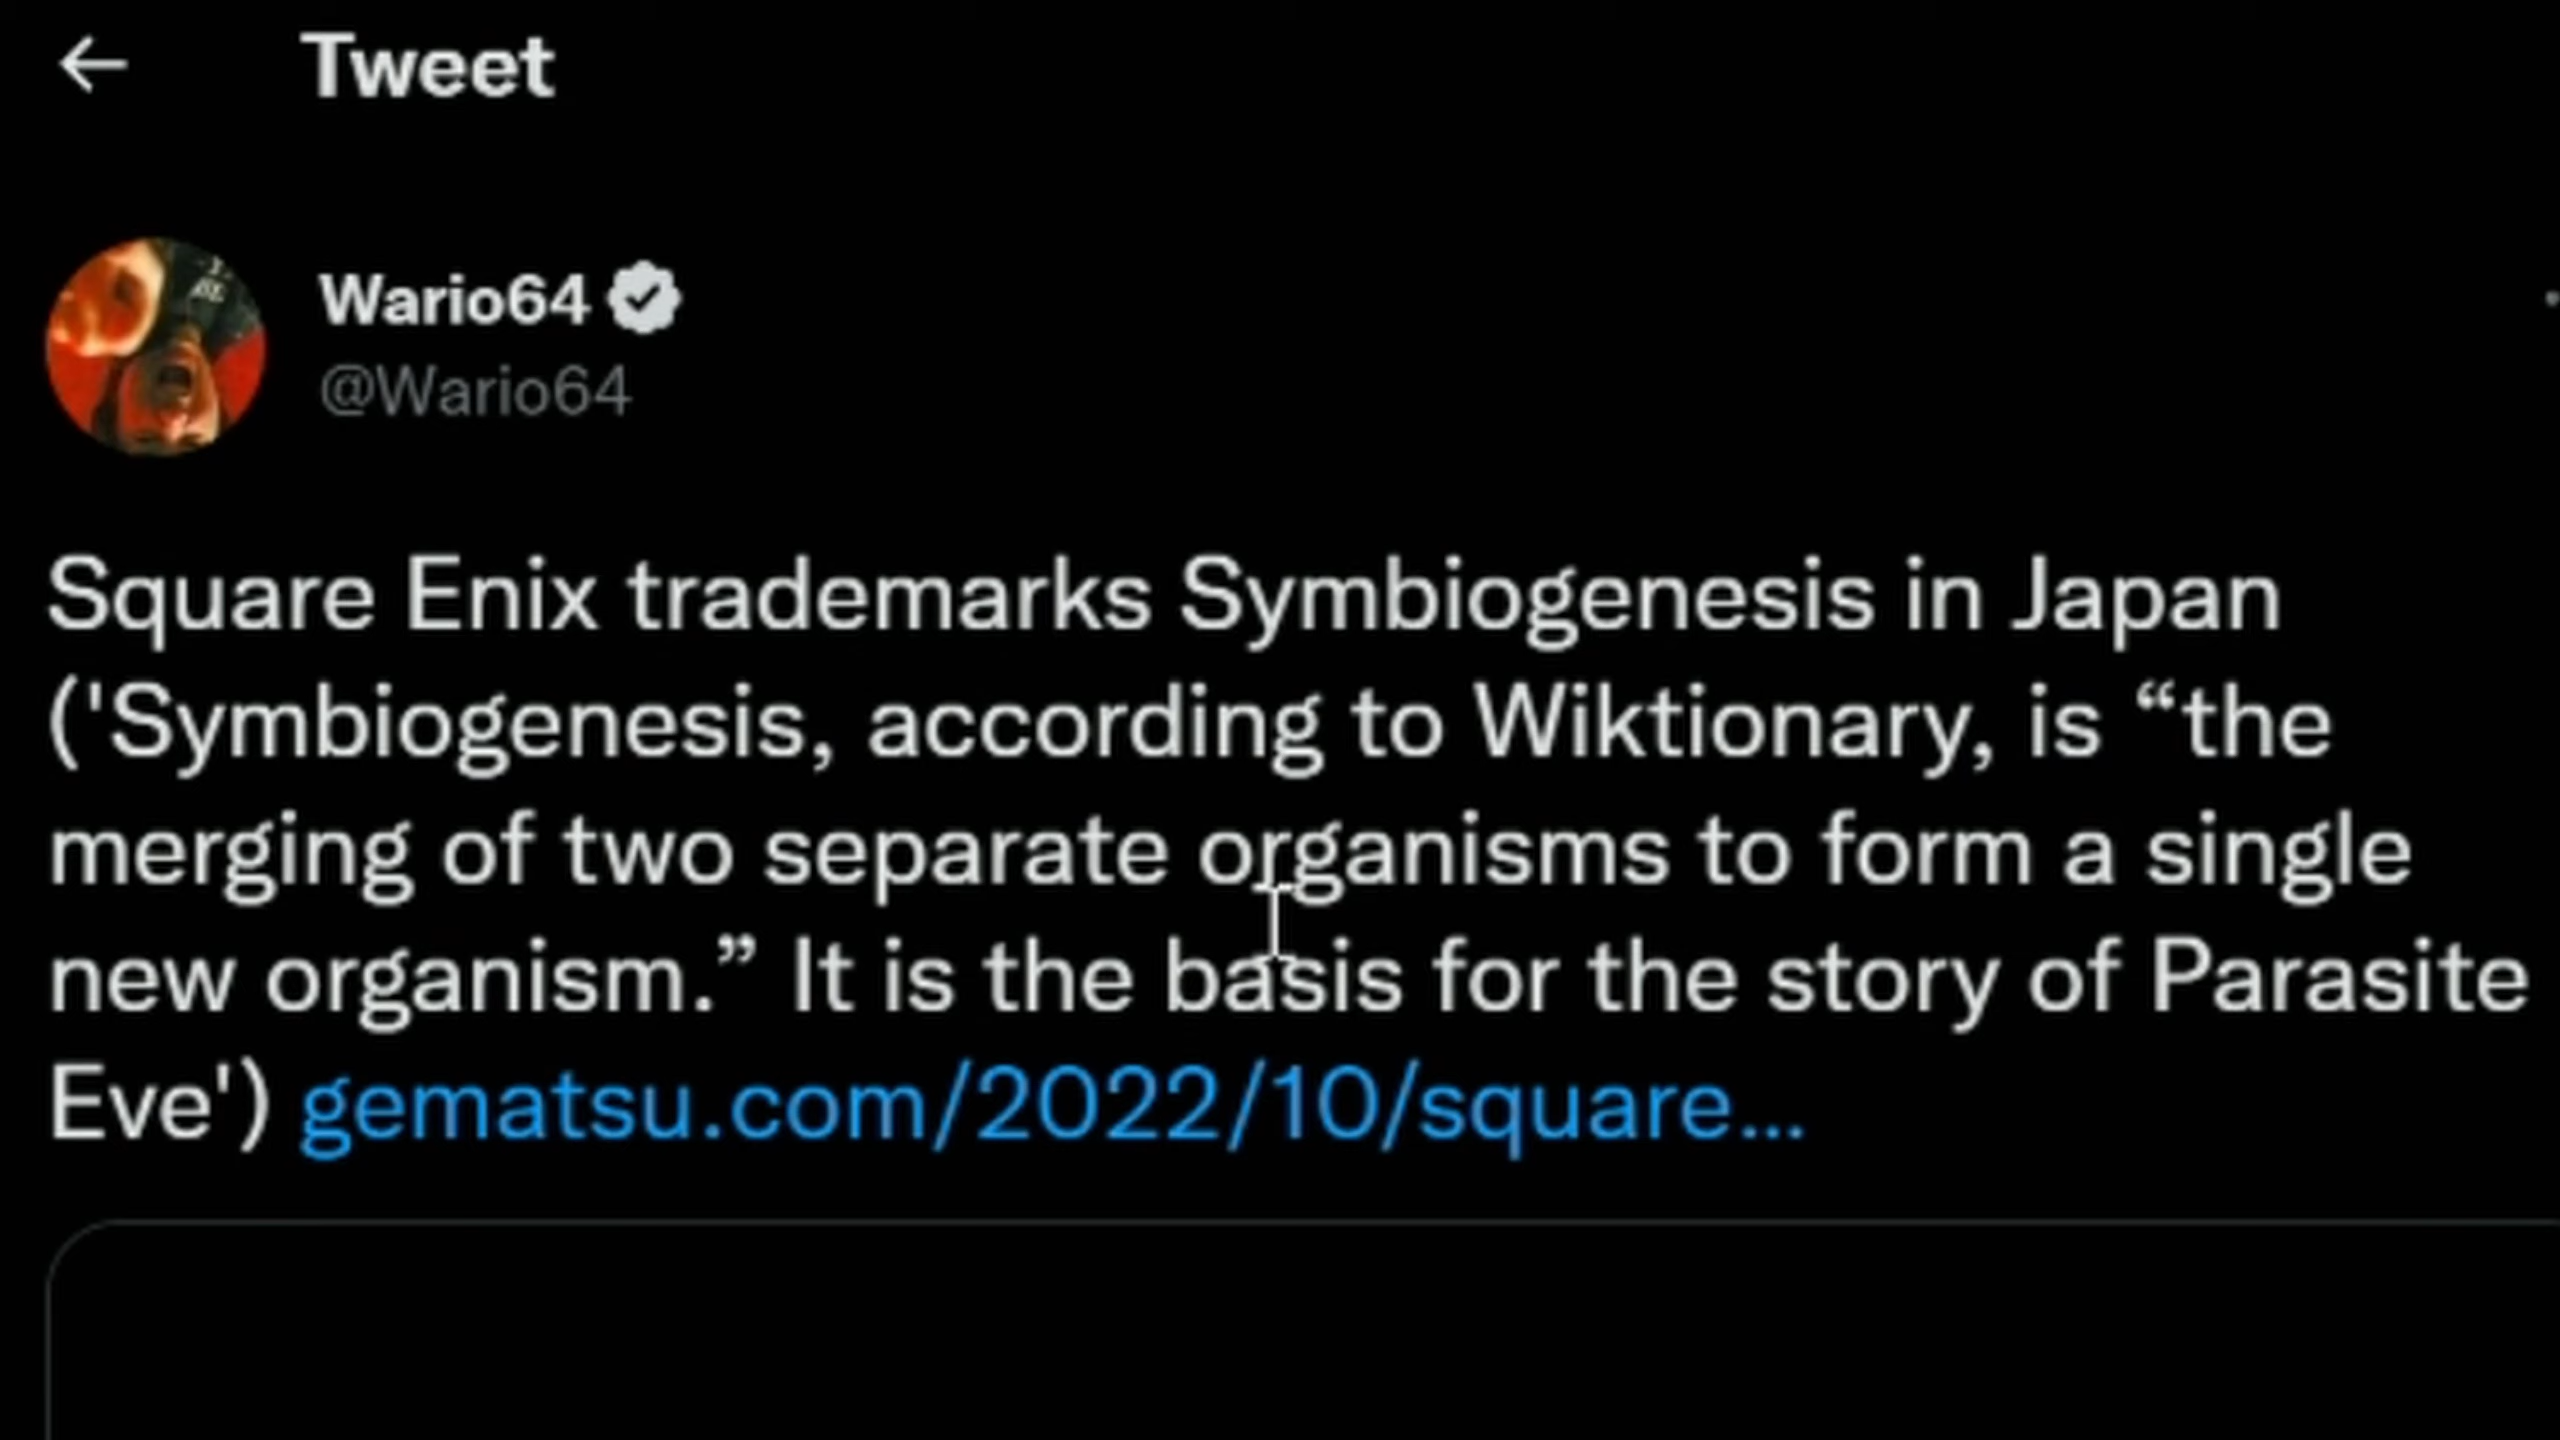 Tweet
Wario64
@Wario64
Square Enix trademarks Symbiogenesis in Japan
('Symbiogenesis, according to Wiktionary, is “the
merging of two separate organisms to form a single
new organism.” It is the basis for the story of Parasite
Eve') gematsu.com/2022/10/square...